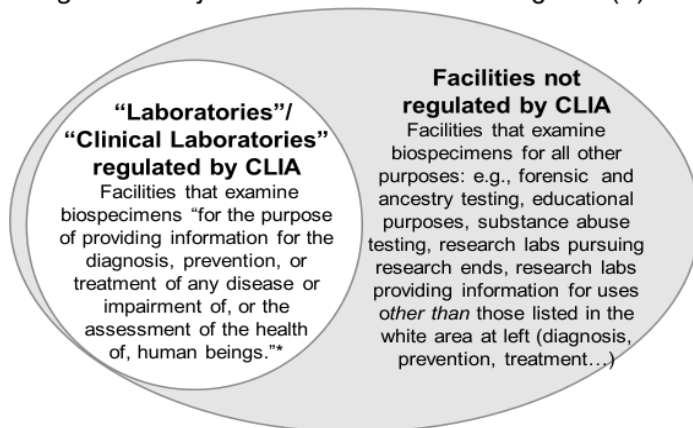 “Laboratories”/
“Clinical Laboratories”
regulated by CLIA
Facilities that examine
biospecimens “for the purpose
of providing information for the
diagnosis, prevention, or
treatment of any disease or
impairment of, or the
assessment of the health
of, human beings.”*
Facilities not
regulated by CLIA
Facilities that examine
biospecimens for all other
purposes: e.g., forensic and
ancestry testing, educational
purposes, substance abuse
testing, research labs pursuing
research ends, research labs
providing information for uses
other than those listed in the
white area at left (diagnosis,
prevention, treatment…)